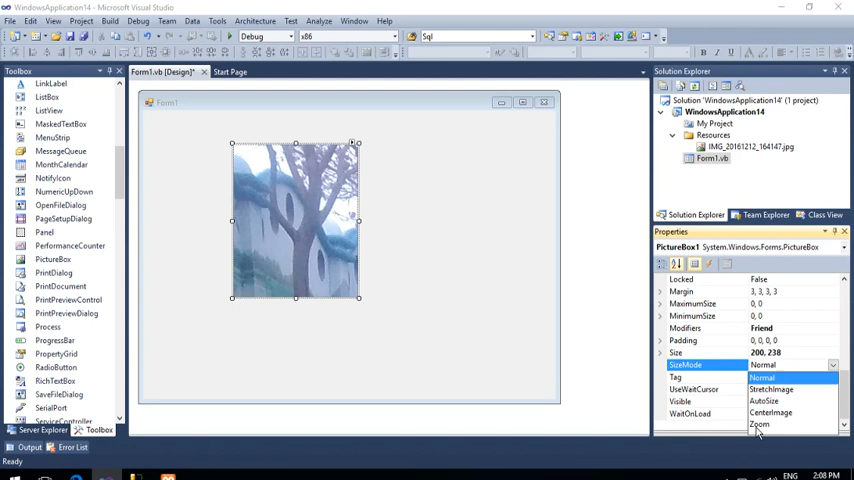 WindowsApplication14 - Microsoft Visual Studio
File Edit View Project Build Debug Team Data Tools Architecture Test Analyze Window Help
Debug x86 Sql
Toolbox
LinkLabel
ListBox
ListView
MaskedTextBox
MenuStrip
MessageQueue
MonthCalendar
NotifyIcon
NumericUpDown
OpenFileDialog
PageSetupDialog
Panel
PerformanceCounter
PictureBox
PrintDialog
PrintDocument
PrintPreviewControl
PrintPreviewDialog
Process
ProgressBar
PropertyGrid
RadioButton
RichTextBox
SerialPort
ServiceController
Server Explorer Toolbox
Form1.vb [Design]* Start Page
Form1
Solution Explorer
Solution 'WindowsApplication14' (1 project)
WindowsApplication14
My Project
Resources
IMG_20161212_164147.jpg
Form1.vb
Solution Explorer Team Explorer Class View
Properties
PictureBox1 System.Windows.Forms.PictureBox
Locked False
Margin 3, 3, 3, 3
MaximumSize 0, 0
MinimumSize 0, 0
Modifiers Friend
Padding 0, 0, 0, 0
Size 200, 238
SizeMode Normal
Tag
UseWaitCursor
Visible
WaitOnLoad
Normal
StretchImage
AutoSize
CenterImage
Zoom
Output Error List
Ready
ENG 2:08 PM